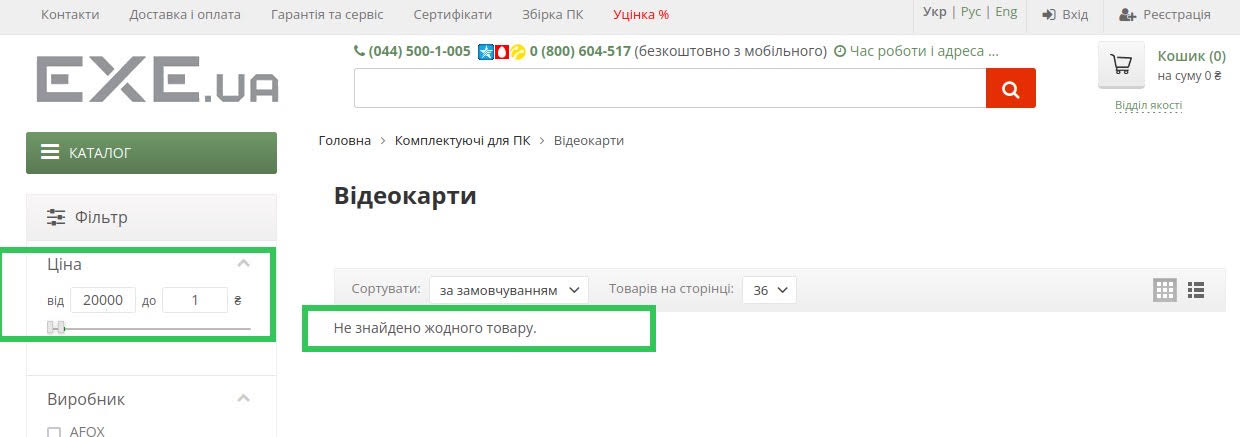 Контакти Доставка і оплата Гарантія та сервіс Сертифікати Збірка ПК Уцінка % Укр | Рус | Eng Вхід Реєстрація
EXE.UA
(044) 500-1-005 0 (800) 604-517 (безкоштовно з мобільного) Час роботи і адреса ...
Кошик (0)
на суму 0 ₴
Відділ якості
КАТАЛОГ
Головна > Комплектуючі для ПК > Відеокарти
Відеокарти
Фільтр
Ціна
від 20000 до 1 ₴
Сортувати: за замовчуванням Товарів на сторінці: 36
Не знайдено жодного товару.
Виробник
AFOX